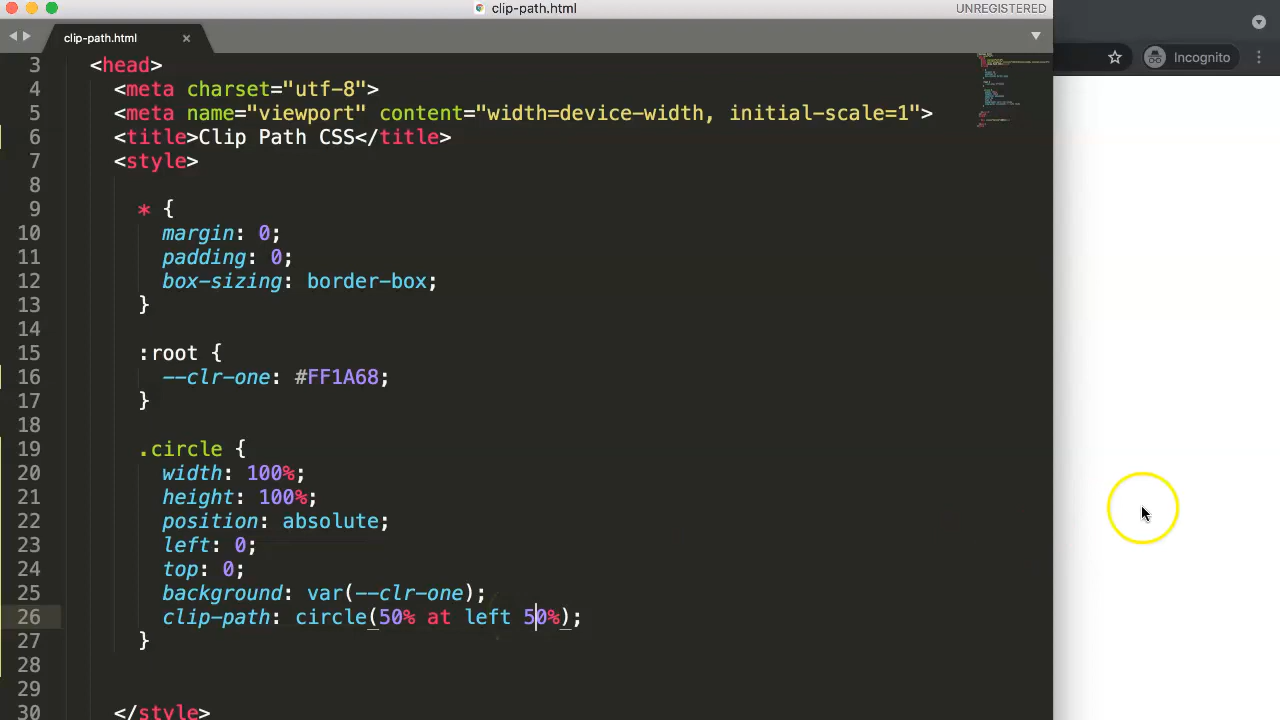 clip-path.html
UNREGISTERED
clip-path.html
Incognito
3 <head>
4 <meta charset="utf-8">
5 <meta name="viewport" content="width=device-width, initial-scale=1">
6 <title>Clip Path CSS</title>
7 <style>
8
9 * {
10 margin: 0;
11 padding: 0;
12 box-sizing: border-box;
13 }
14
15 :root {
16 --clr-one: #FF1A68;
17 }
18
19 .circle {
20 width: 100%;
21 height: 100%;
22 position: absolute;
23 left: 0;
24 top: 0;
25 background: var(--clr-one);
26 clip-path: circle(50% at left 50%);
27 }
28
29
30 </style>